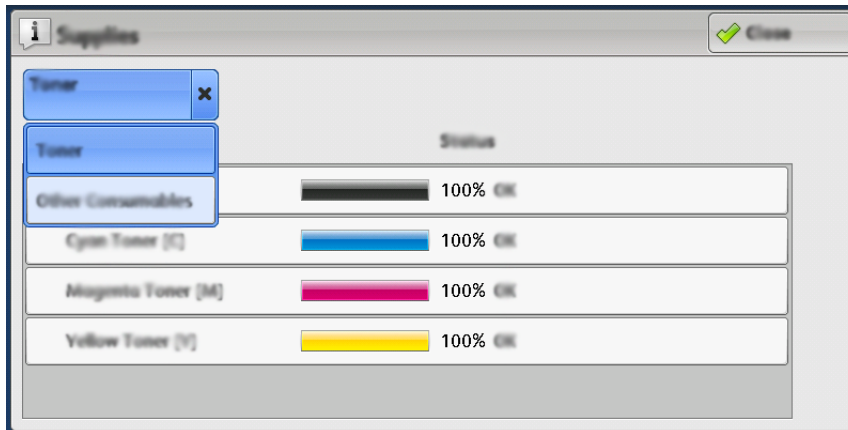 Supplies
Close
Toner
Status
Toner
100% OK
Other Consumables
Cyan Toner [C] 100% OK
Magenta Toner [M] 100% OK
Yellow Toner [Y] 100% OK